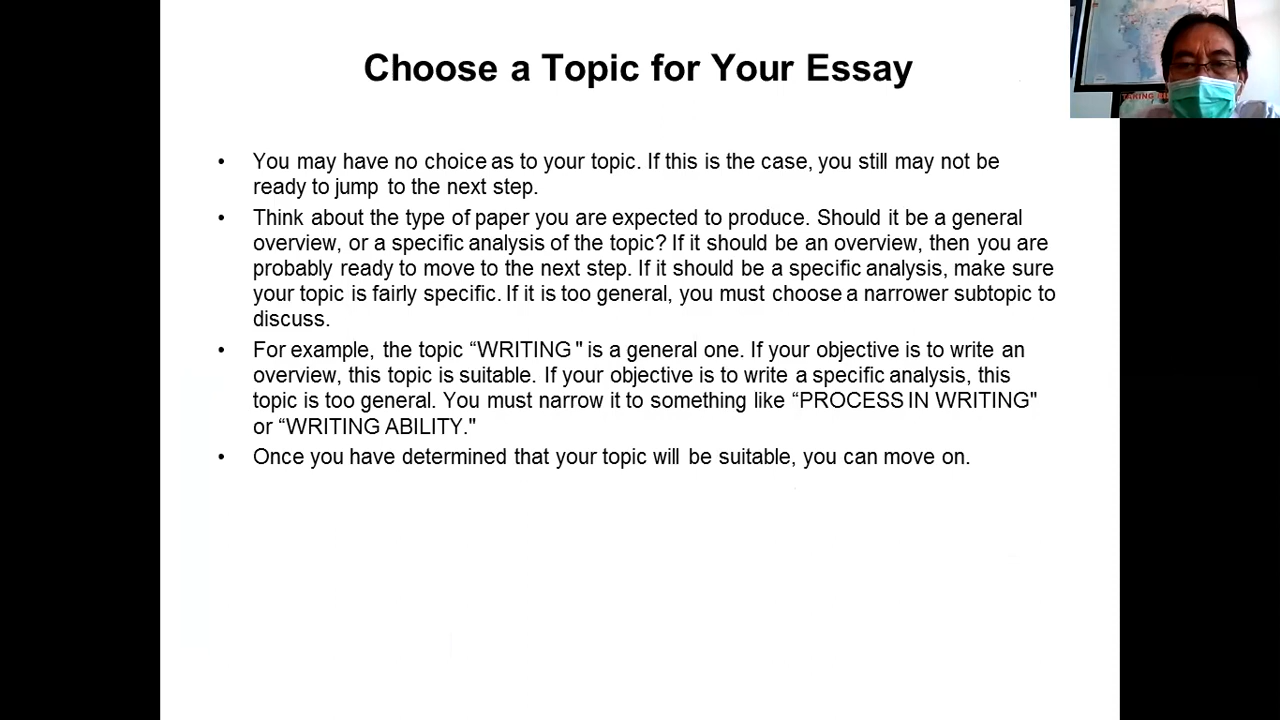 Choose a Topic for Your Essay
• You may have no choice as to your topic. If this is the case, you still may not be
ready to jump to the next step.
• Think about the type of paper you are expected to produce. Should it be a general
overview, or a specific analysis of the topic? If it should be an overview, then you are
probably ready to move to the next step. If it should be a specific analysis, make sure
your topic is fairly specific. If it is too general, you must choose a narrower subtopic to
discuss.
• For example, the topic “WRITING " is a general one. If your objective is to write an
overview, this topic is suitable. If your objective is to write a specific analysis, this
topic is too general. You must narrow it to something like “PROCESS IN WRITING"
or “WRITING ABILITY."
• Once you have determined that your topic will be suitable, you can move on.
TAKING